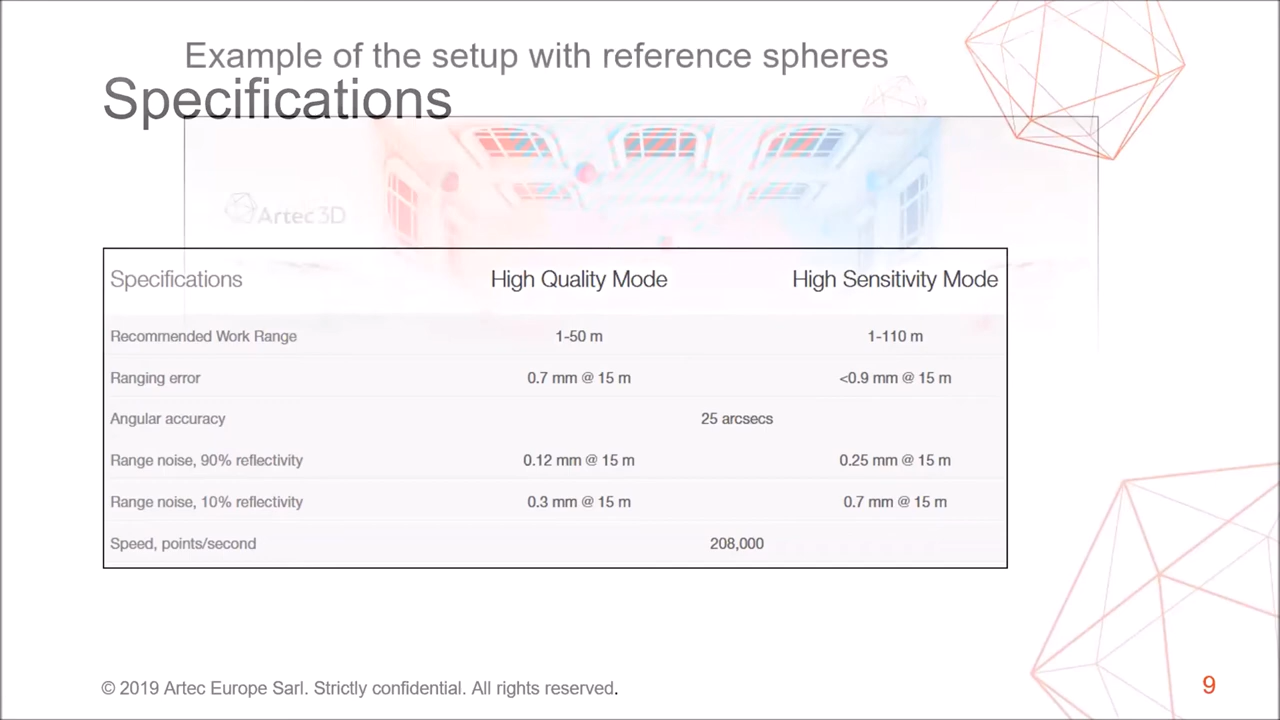 Example of the setup with reference spheres
Specifications
Artec 3D
Specifications High Quality Mode High Sensitivity Mode
Recommended Work Range 1-50 m 1-110 m
Ranging error 0.7 mm @ 15 m <0.9 mm @ 15 m
Angular accuracy 25 arcsecs
Range noise, 90% reflectivity 0.12 mm @ 15 m 0.25 mm @ 15 m
Range noise, 10% reflectivity 0.3 mm @ 15 m 0.7 mm @ 15 m
Speed, points/second 208,000
© 2019 Artec Europe Sarl. Strictly confidential. All rights reserved.
9